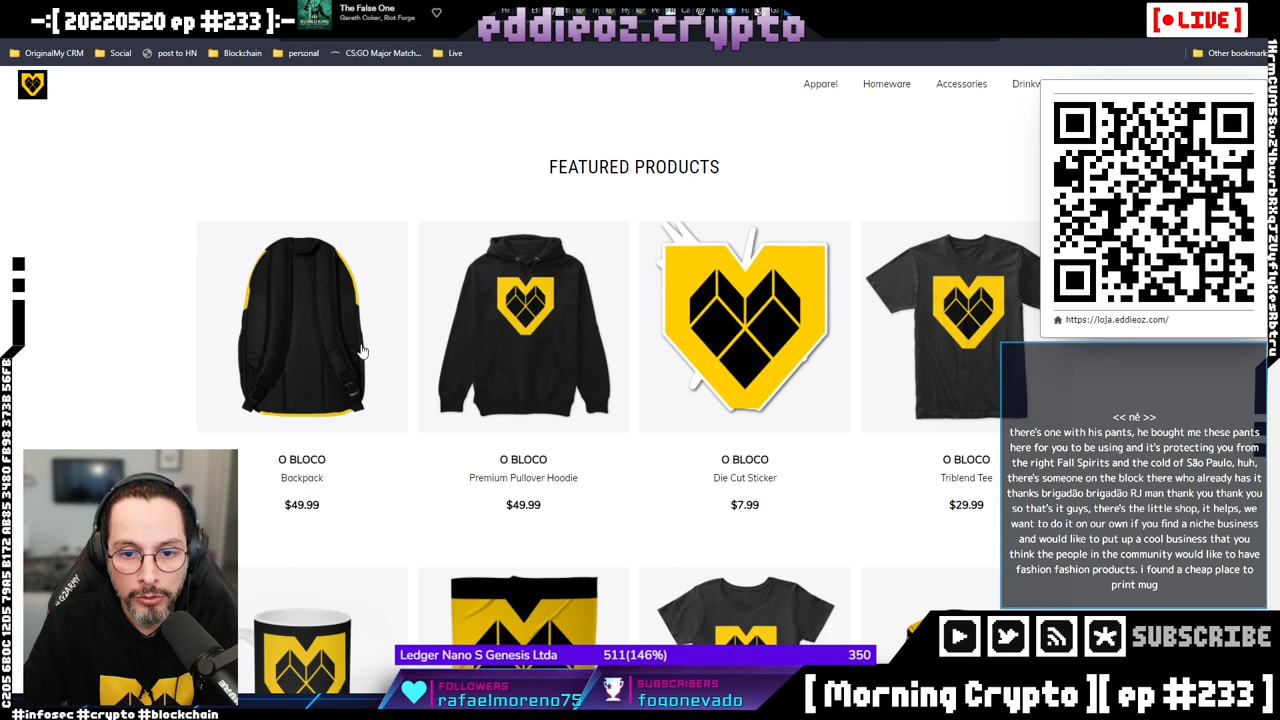 —:[ 20220520 ep #233 ]:—
The False One
Gareth Coker, Riot Forge
eddieoz.crypto
[● LIVE]
OriginalMy CRM
Social
post to HN
Blockchain
personal
CS:GO Major Match...
Live
Other bookmark
Apparel
Homeware
Accessories
Drinkw
FEATURED PRODUCTS
https://loja.eddieoz.com/
O BLOCO
Backpack
$49.99
O BLOCO
Premium Pullover Hoodie
$49.99
O BLOCO
Die Cut Sticker
$7.99
O BLOCO
Triblend Tee
$29.99
<< né >>
there's one with his pants, he bought me these pants
here for you to be using and it's protecting you from
the right Fall Spirits and the cold of São Paulo, huh,
there's someone on the block there who already has it
thanks brigadão brigadão RJ man thank you thank you
so that's it guys, there's the little shop, it helps, we
want to do it on our own if you find a niche business
and would like to put up a cool business that you
think the people in the community would like to have
fashion fashion products. i found a cheap place to
print mug
Ledger Nano S Genesis Ltda
511(146%)
350
FOLLOWERS
rafaelmoreno75
SUBSCRIBERS
fogonevado
SUBSCRIBE
[ Morning Crypto ][ ep #233 ]
#infosec #crypto #blockchain